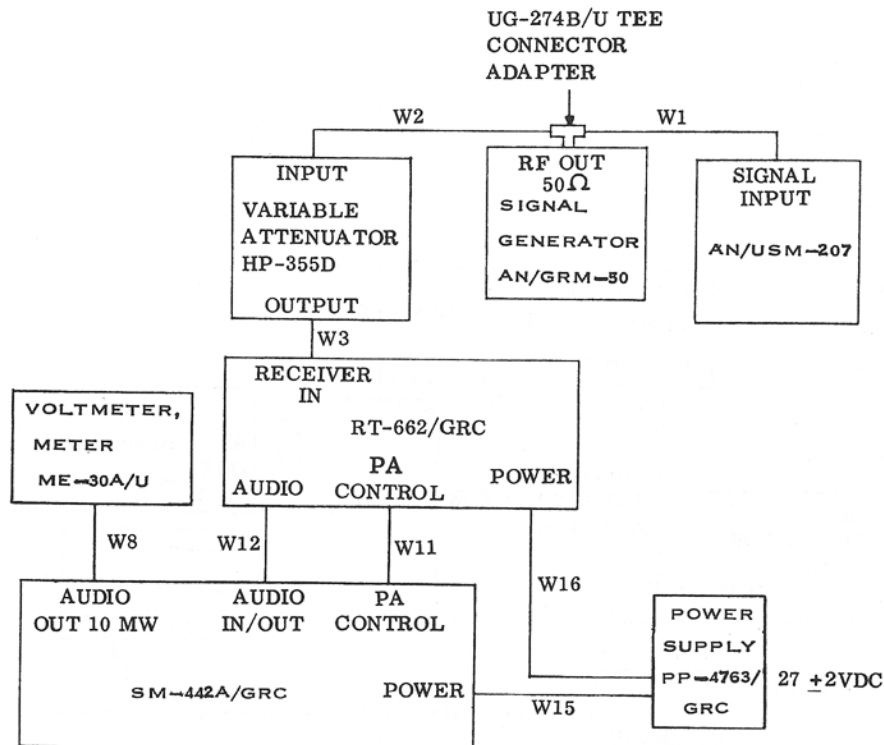 UG-274B/U TEE
CONNECTOR
ADAPTER
W2
W1
INPUT
VARIABLE
ATTENUATOR
HP-355D
OUTPUT
RF OUT
50Ω
SIGNAL
GENERATOR
AN/GRM-50
SIGNAL
INPUT
AN/USM-207
W3
RECEIVER
IN
RT-662/GRC
AUDIO
PA
CONTROL
POWER
VOLTMETER,
METER
ME-30A/U
W8
W12
W11
W16
AUDIO
OUT 10 MW
AUDIO
IN/OUT
PA
CONTROL
SM-442A/GRC
POWER
W15
POWER
SUPPLY
PP-4763/
GRC
27 ±2VDC